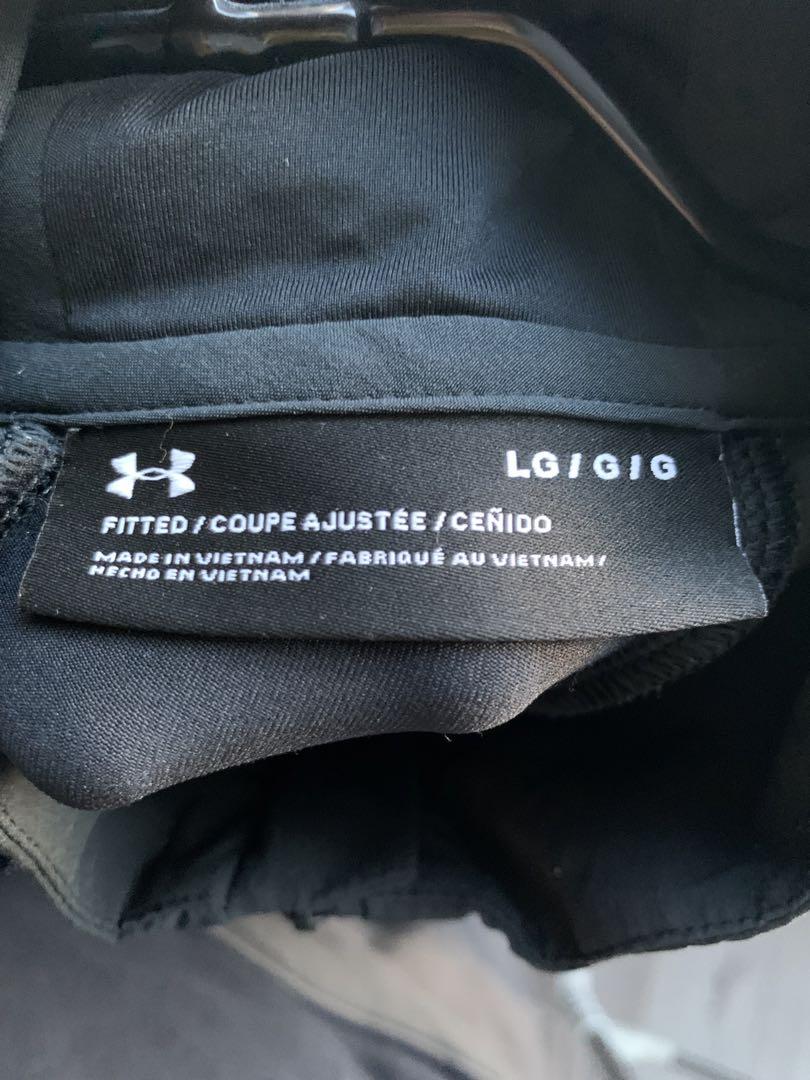 LG / G / G
FITTED / COUPE AJUSTÉE / CEÑIDO
MADE IN VIETNAM / FABRIQUÉ AU VIETNAM /
HECHO EN VIETNAM